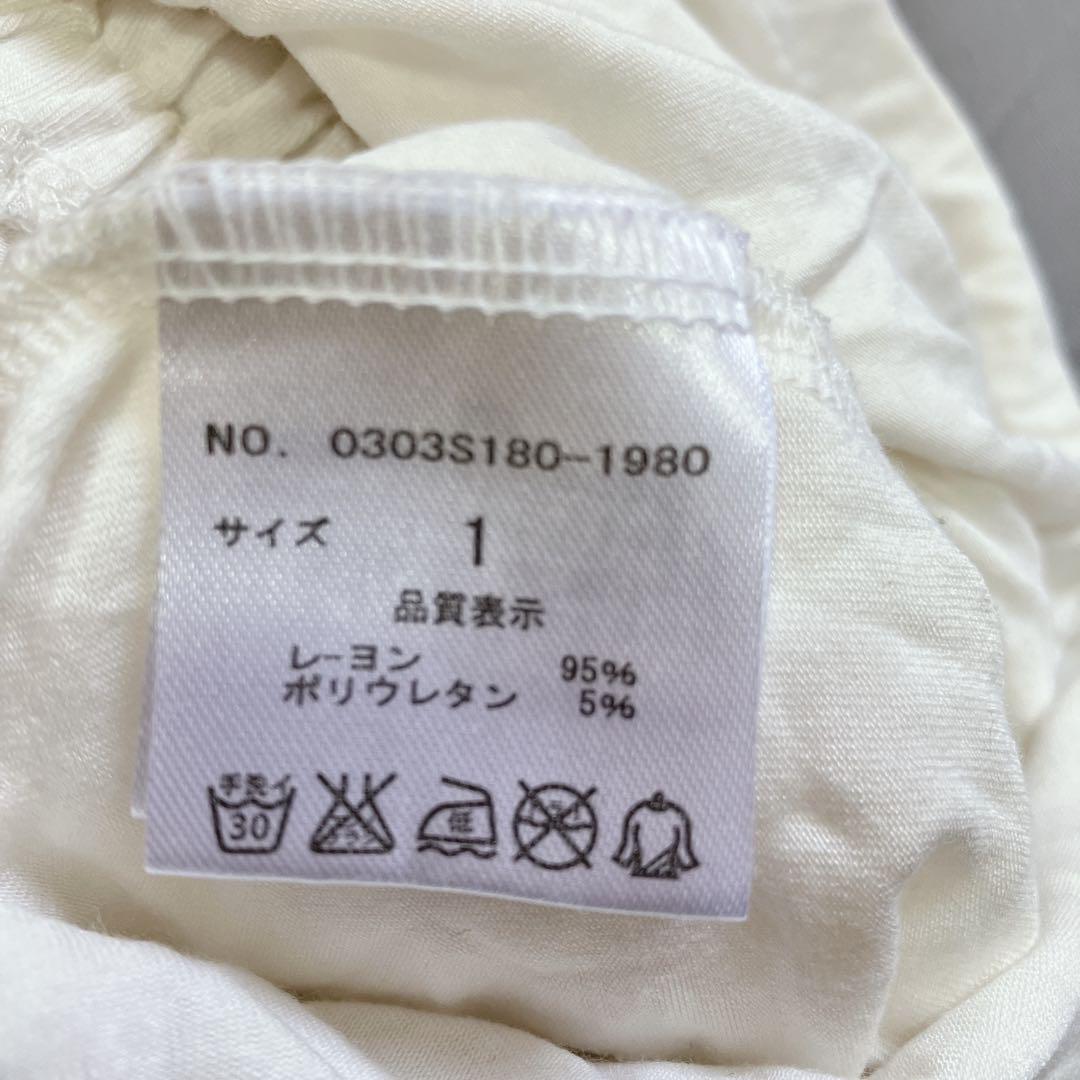 NO. 0303S180-1980
サイズ 1
品質表示
レーヨン 95%
ポリウレタン 5%
手洗イ 30 低